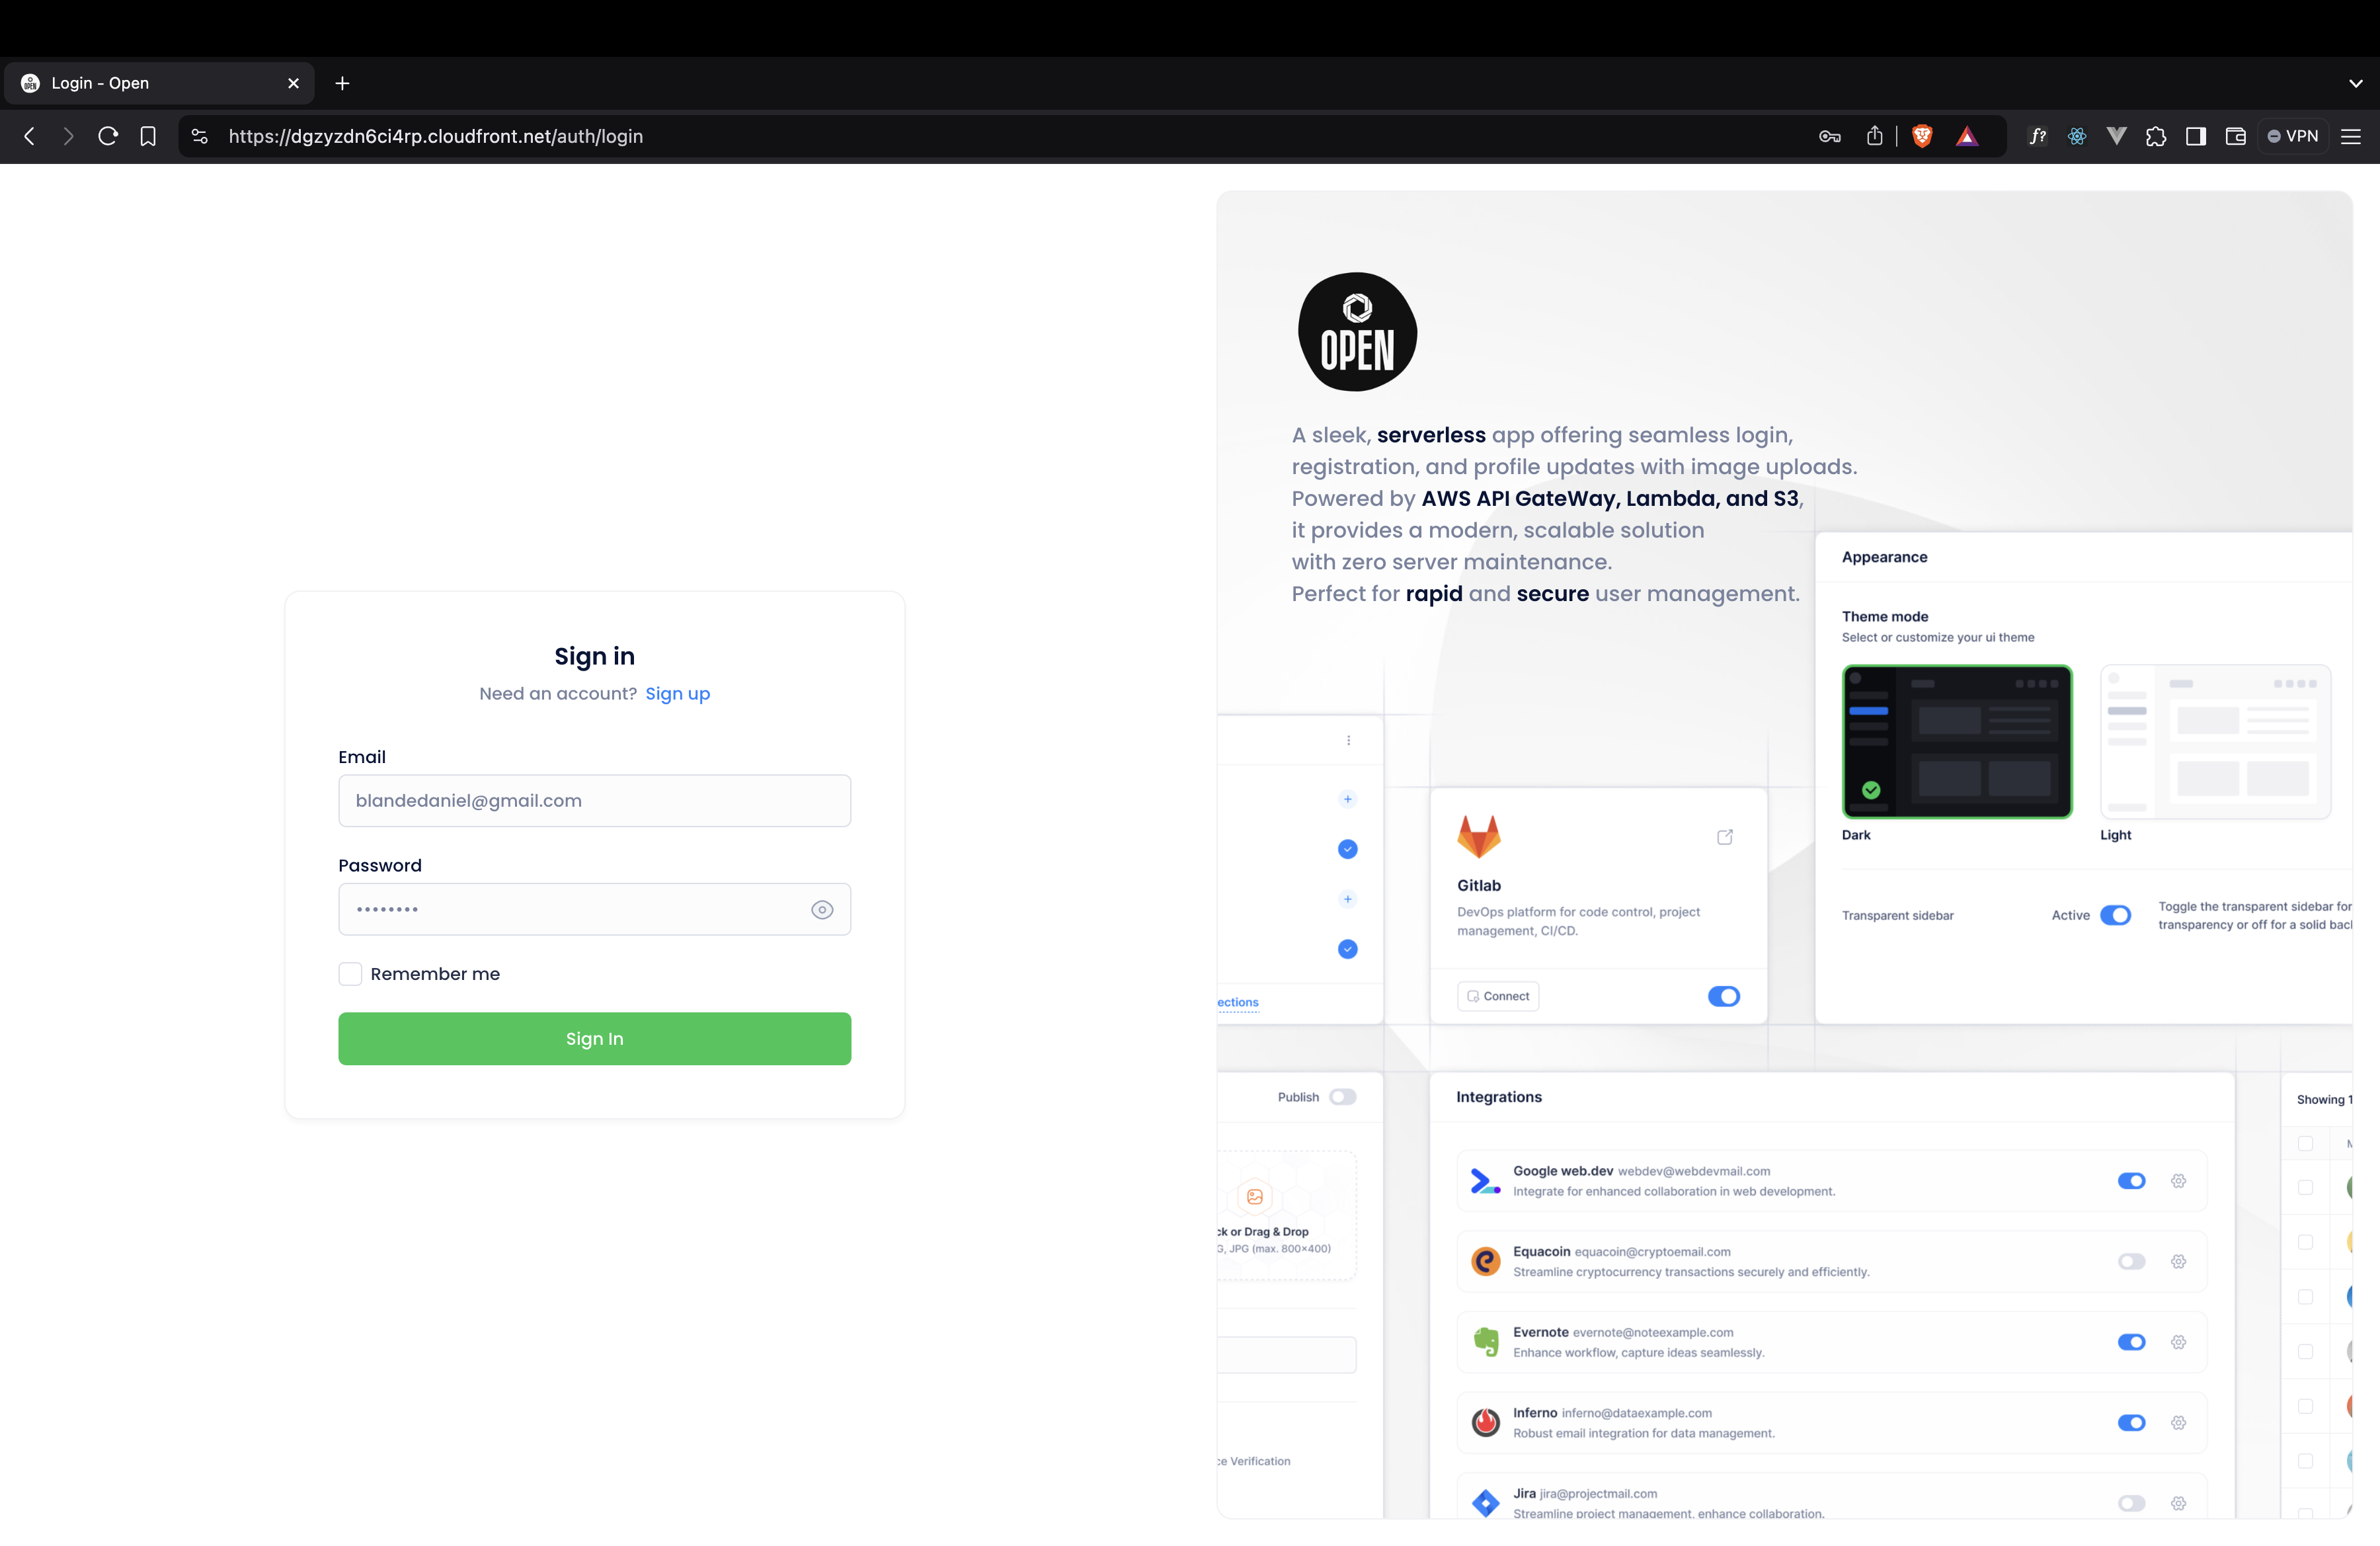 Login - Open
https://dgzyzdn6ci4rp.cloudfront.net/auth/login
VPN
Sign in
Need an account? Sign up
Email
blandedaniel@gmail.com
Password
••••••••
Remember me
Sign In
OPEN
A sleek, serverless app offering seamless login,
registration, and profile updates with image uploads.
Powered by AWS API GateWay, Lambda, and S3,
it provides a modern, scalable solution
with zero server maintenance.
Perfect for rapid and secure user management.
Appearance
Theme mode
Select or customize your ui theme
Dark
Light
Transparent sidebar
Active
Toggle the transparent sidebar for
transparency or off for a solid bacl
Gitlab
DevOps platform for code control, project
management, CI/CD.
Connect
ections
Publish
ck or Drag & Drop
G, JPG (max. 800×400)
ce Verification
Integrations
Google web.dev webdev@webdevmail.com
Integrate for enhanced collaboration in web development.
Equacoin equacoin@cryptoemail.com
Streamline cryptocurrency transactions securely and efficiently.
Evernote evernote@noteexample.com
Enhance workflow, capture ideas seamlessly.
Inferno inferno@dataexample.com
Robust email integration for data management.
Jira jira@projectmail.com
Streamline project management, enhance collaboration.
Showing 1